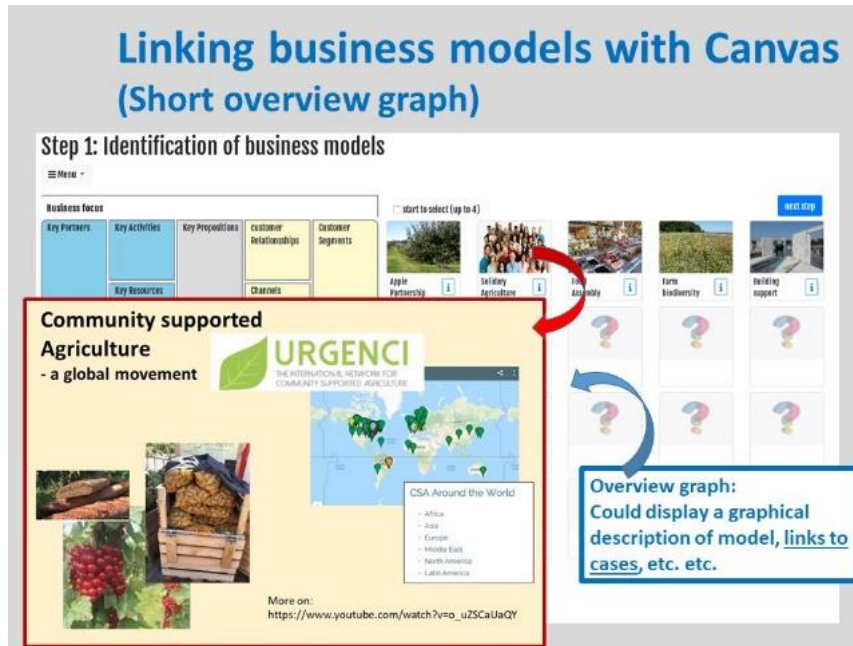 Linking business models with Canvas
(Short overview graph)
Step 1: Identification of business models
Menu
Business focus
start to select (up to 4)
next step
Key Partners
Key Activities
Key Propositions
customer
Relationships
Customer
Segments
Key Resources
Channels
Apple
Partnership
Solidary
Agriculture
Food
Assembly
Farm
biodiversity
Building
support
Community supported
Agriculture
- a global movement
URGENCI
THE INTERNATIONAL NETWORK FOR
COMMUNITY SUPPORTED AGRICULTURE
CSA Around the World
- Africa
- Asia
- Europe
- Middle East
- North America
- Latin America
More on:
https://www.youtube.com/watch?v=o_uZSCaUaQY
Overview graph:
Could display a graphical
description of model, links to
cases, etc. etc.